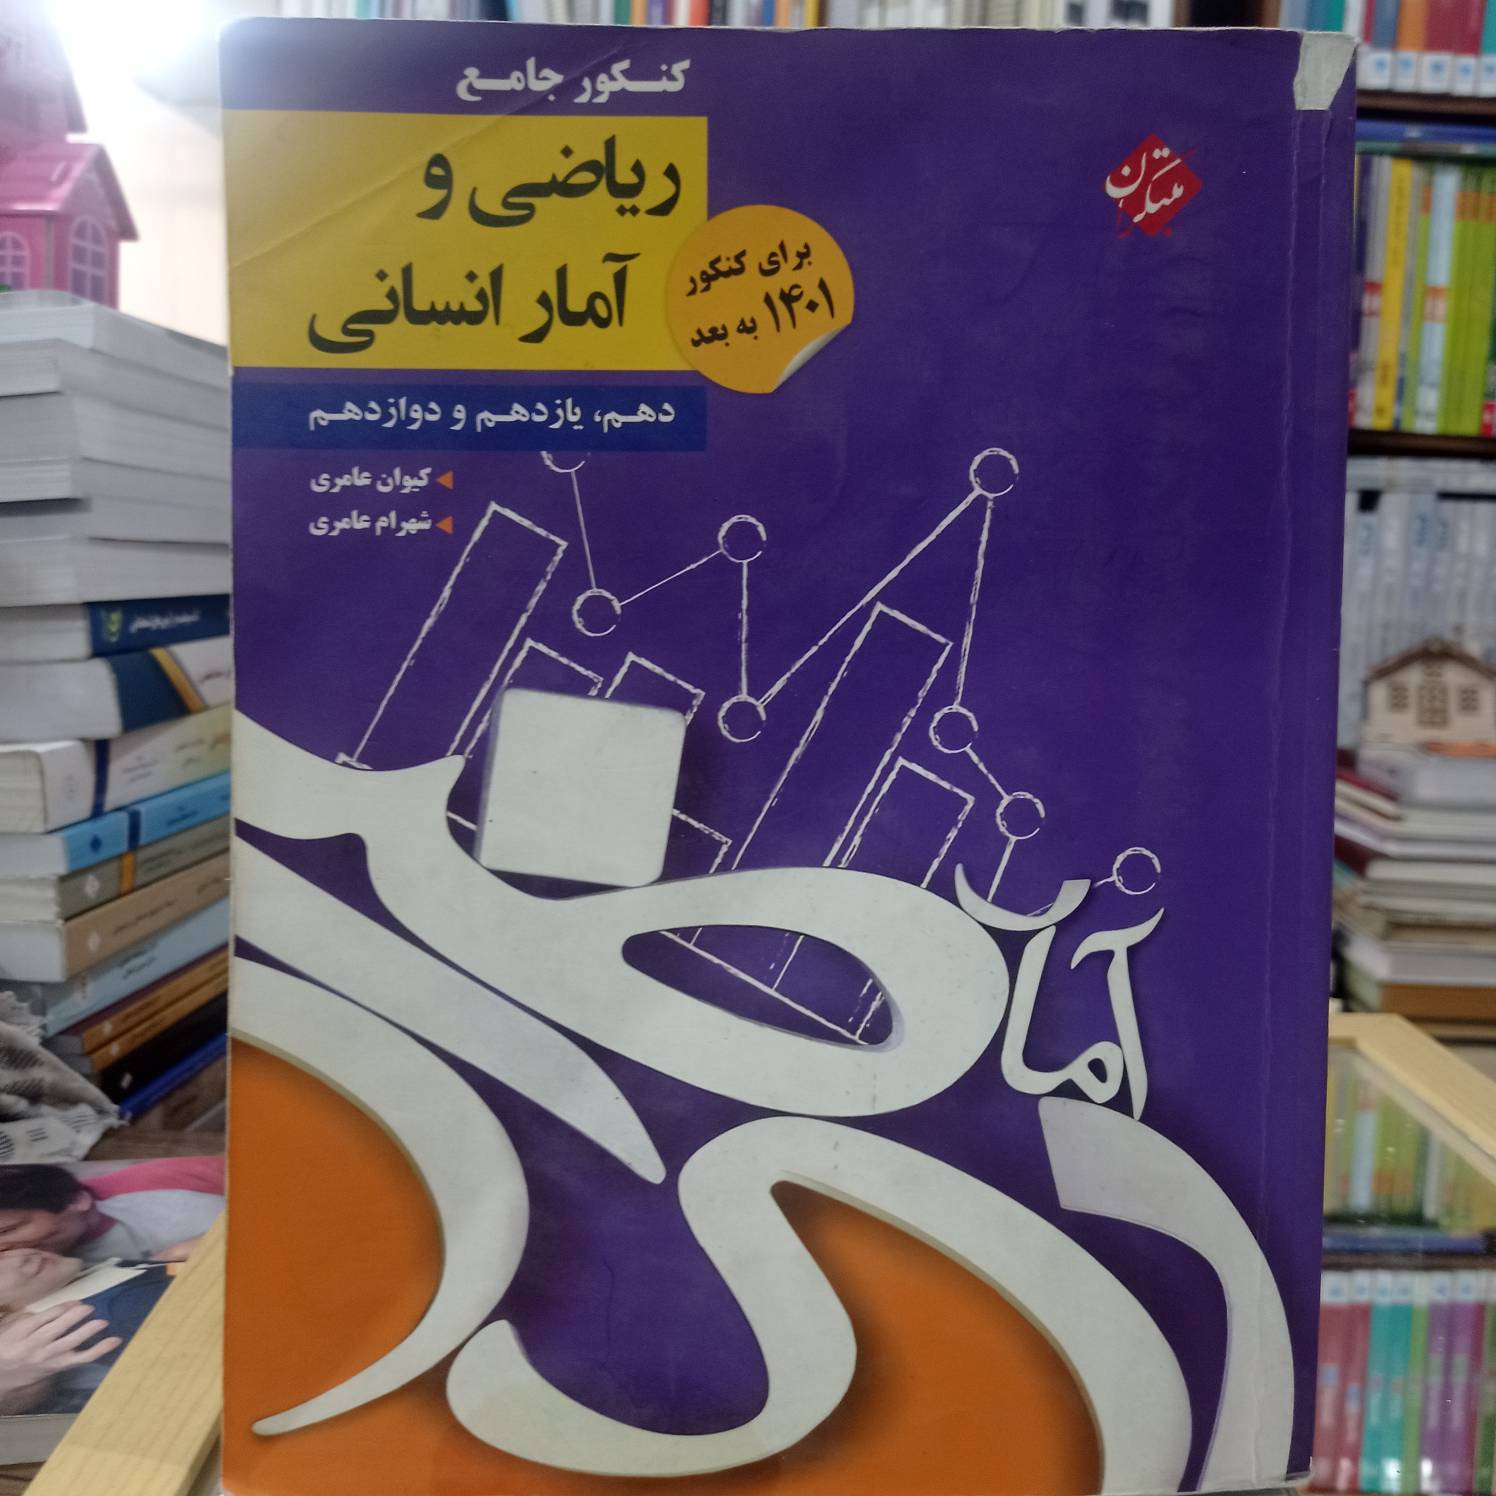 کنکور جامع
ریاضی و
آمار انسانی
برای کنکور
۱۴۰۱ به بعد
دهم، یازدهم و دوازدهم
کیوان عامری
شهرام عامری
مبتکران
آمار
ریاضی